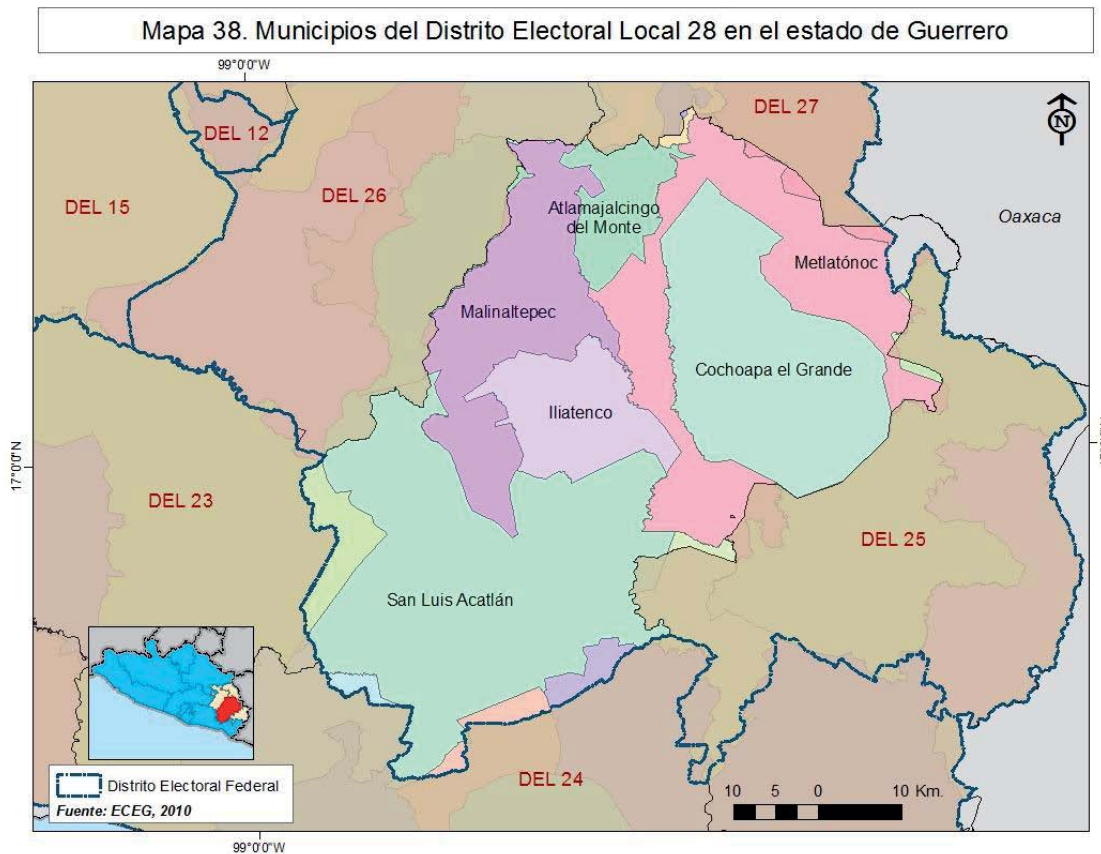 Mapa 38. Municipios del Distrito Electoral Local 28 en el estado de Guerrero
99°0'0"W
DEL 27
DEL 12
N
DEL 15
DEL 26
Atlamajalcingo
del Monte
Oaxaca
Metlatónoc
Malinaltepec
Cochoapa el Grande
Iliatenco
17°0'0"N
DEL 23
DEL 25
San Luis Acatlán
DEL 24
Distrito Electoral Federal
Fuente: ECEG, 2010
10 5 0 10 Km.
99°0'0"W